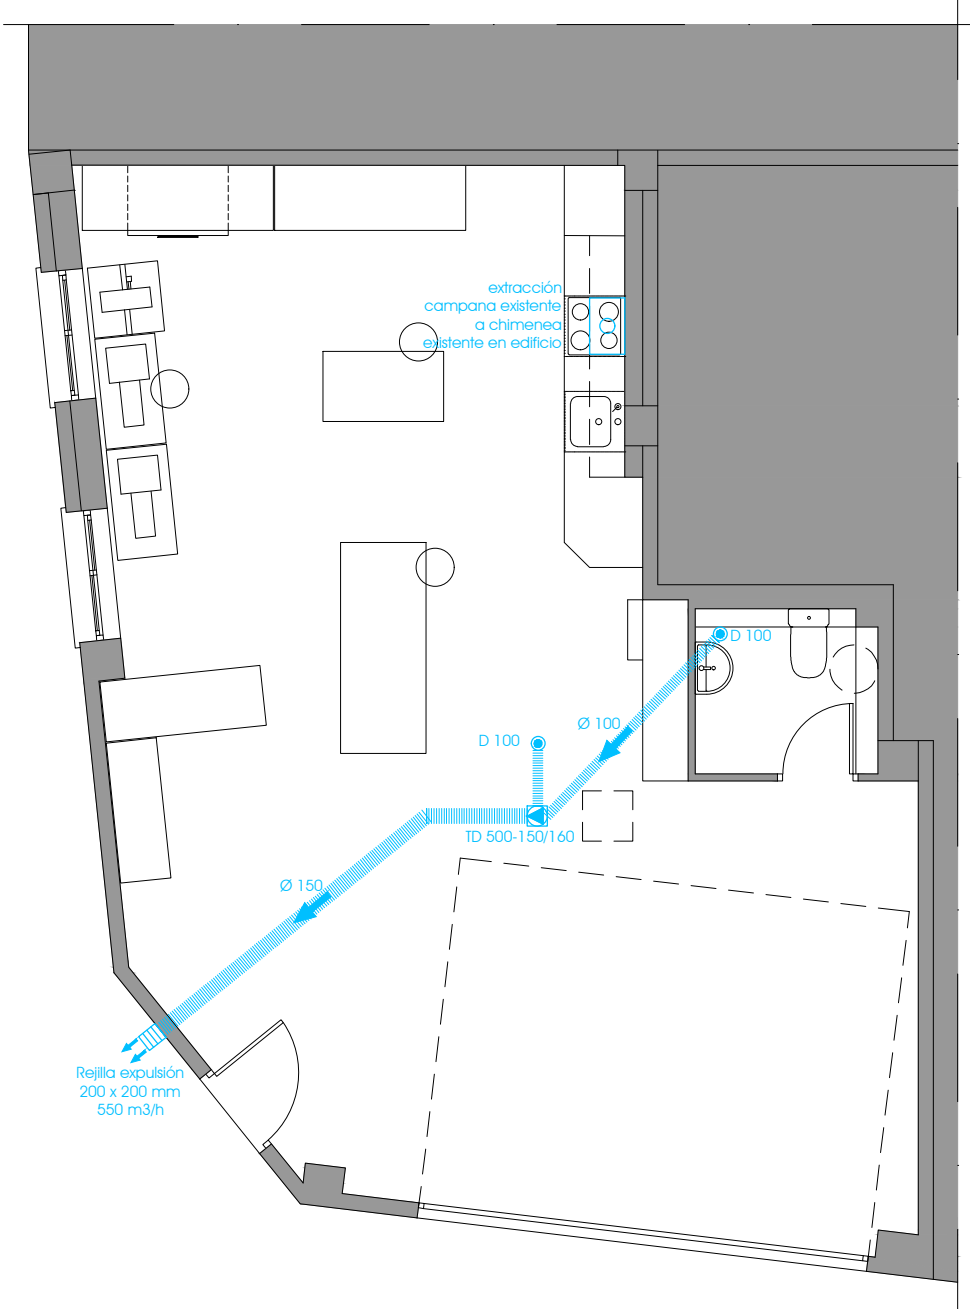 extracción
campana existente
a chimenea
existente en edificio
D 100
Ø 100
D 100
TD 500-150/160
Ø 150
Rejilla expulsión
200 x 200 mm
550 m3/h